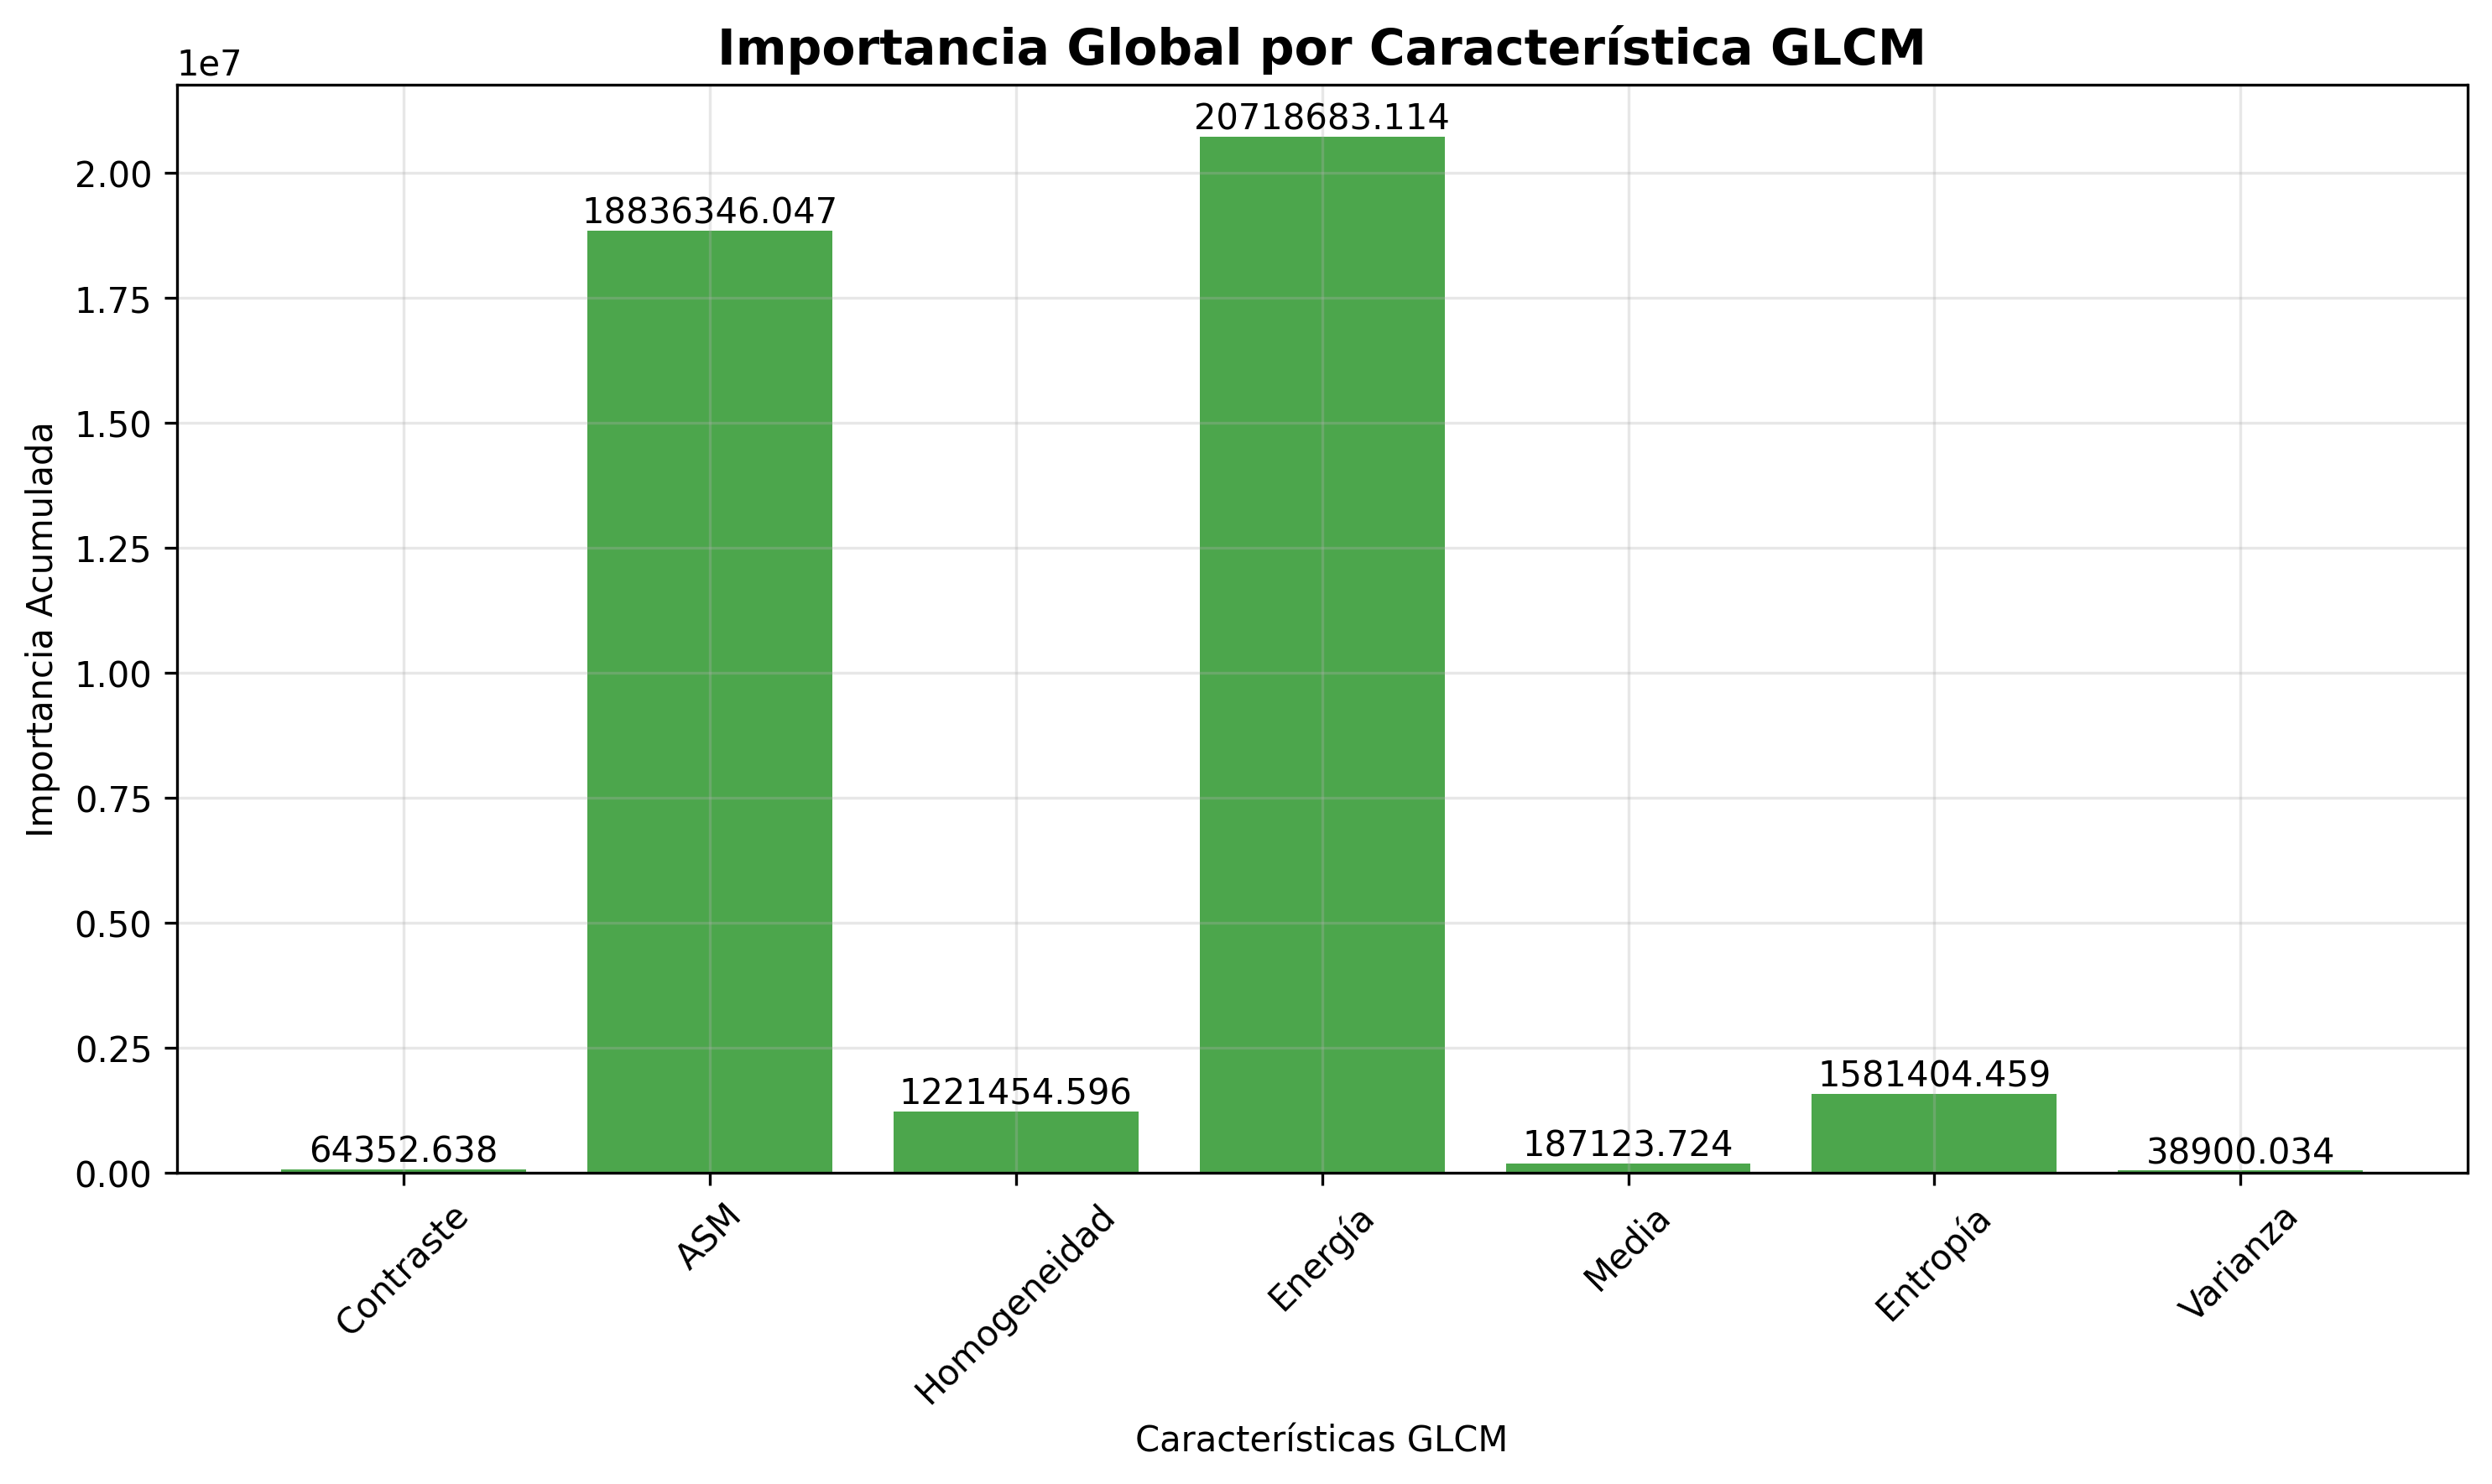 Importancia Global por Característica GLCM
1e7
2.00
1.75
1.50
1.25
1.00
0.75
0.50
0.25
0.00
Importancia Acumulada
64352.638
18836346.047
1221454.596
20718683.114
187123.724
1581404.459
38900.034
Contraste
ASM
Homogeneidad
Energía
Media
Entropía
Varianza
Características GLCM